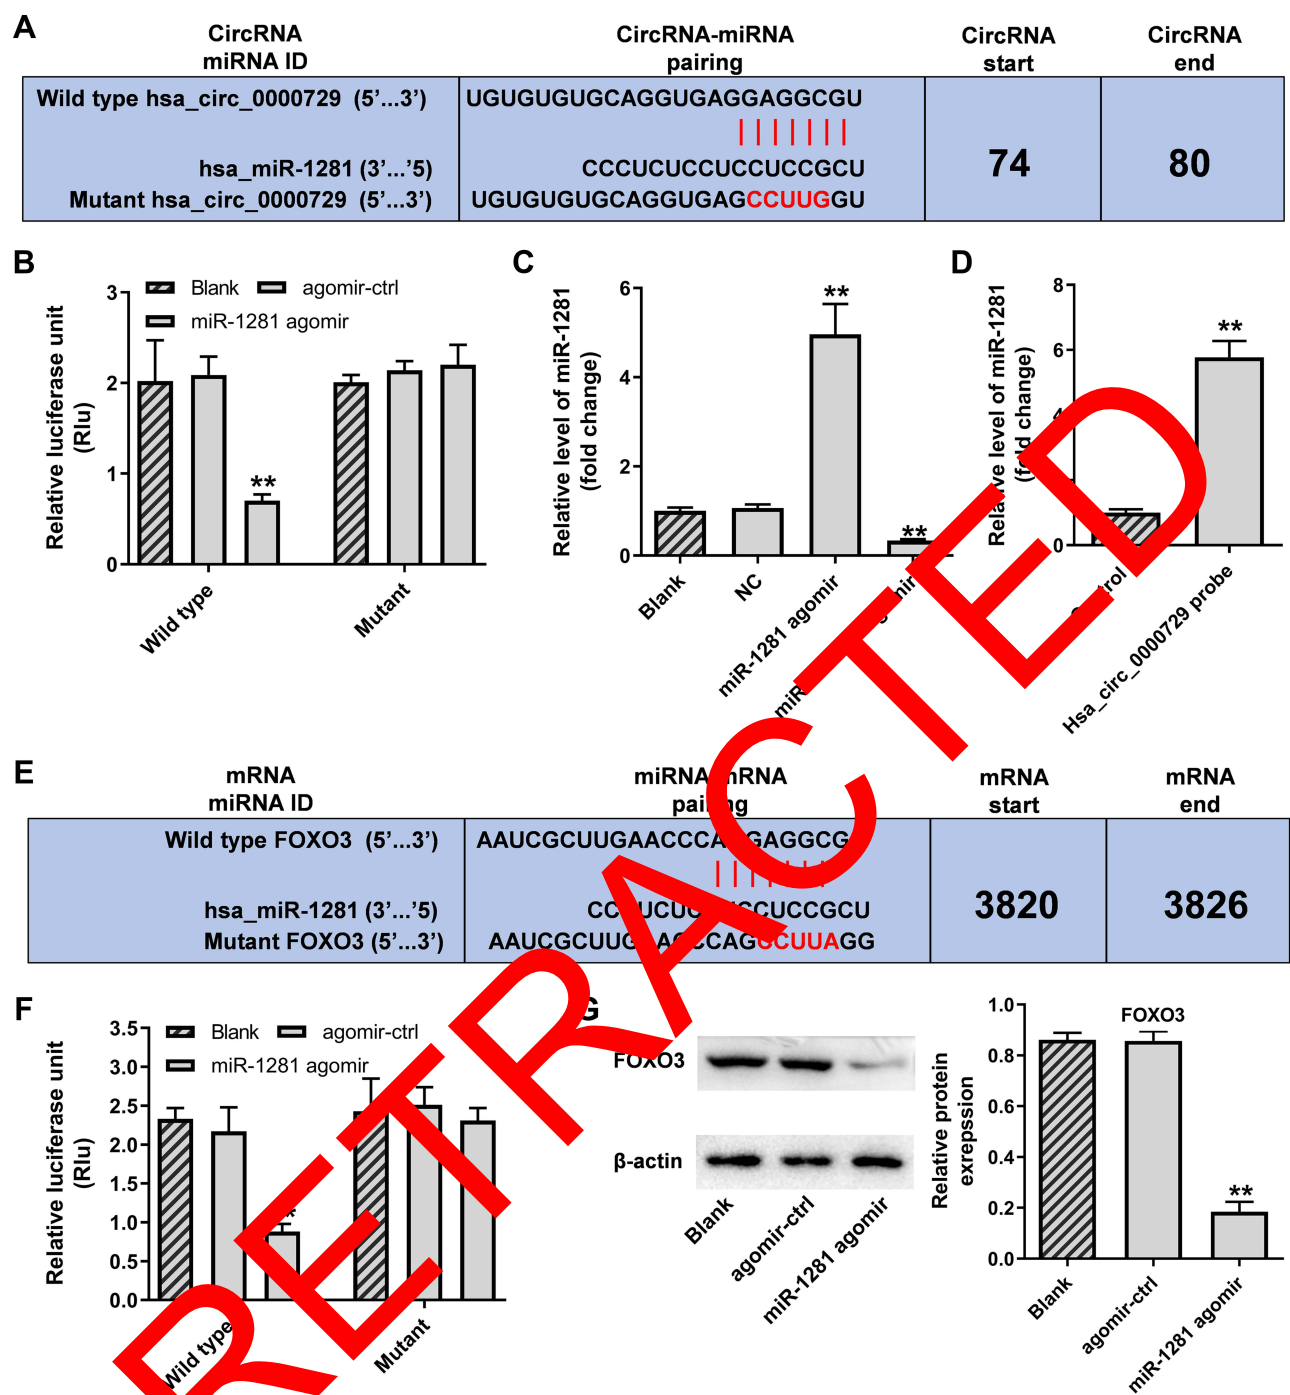 A
CircRNA
miRNA ID
CircRNA-miRNA
pairing
CircRNA
start
CircRNA
end
Wild type hsa_circ_0000729 (5’...3’)
UGUGUGUGCAGGUGAGGAGGCGU
hsa_miR-1281 (3’...’5)
CCCUCUCCUCCUCCGCU
Mutant hsa_circ_0000729 (5’...3’)
UGUGUGUGCAGGUGAGCCUUGGU
74
80
B
Relative luciferase unit
(Rlu)
Blank
agomir-ctrl
miR-1281 agomir
3
2
1
0
**
Wild type
Mutant
C
Relative level of miR-1281
(fold change)
6
4
2
0
**
**
Blank
NC
miR-1281 agomir
D
Relative level of miR-1281
(fold change)
8
6
4
0
**
Hsa_circ_0000729 probe
E
mRNA
miRNA ID
pairing
mRNA
start
mRNA
end
Wild type FOXO3 (5’...3’)
hsa_miR-1281 (3’...’5)
Mutant FOXO3 (5’...3’)
3820
3826
F
Relative luciferase unit
(Rlu)
Blank
agomir-ctrl
miR-1281 agomir
3.5
3.0
2.5
2.0
1.5
1.0
0.5
0.0
Wild type
Mutant
G
FOXO3
β-actin
Blank
agomir-ctrl
miR-1281 agomir
Relative protein
exrepssion
FOXO3
1.0
0.8
0.6
0.4
0.2
0.0
**
Blank
agomir-ctrl
miR-1281 agomir
RETRACTED